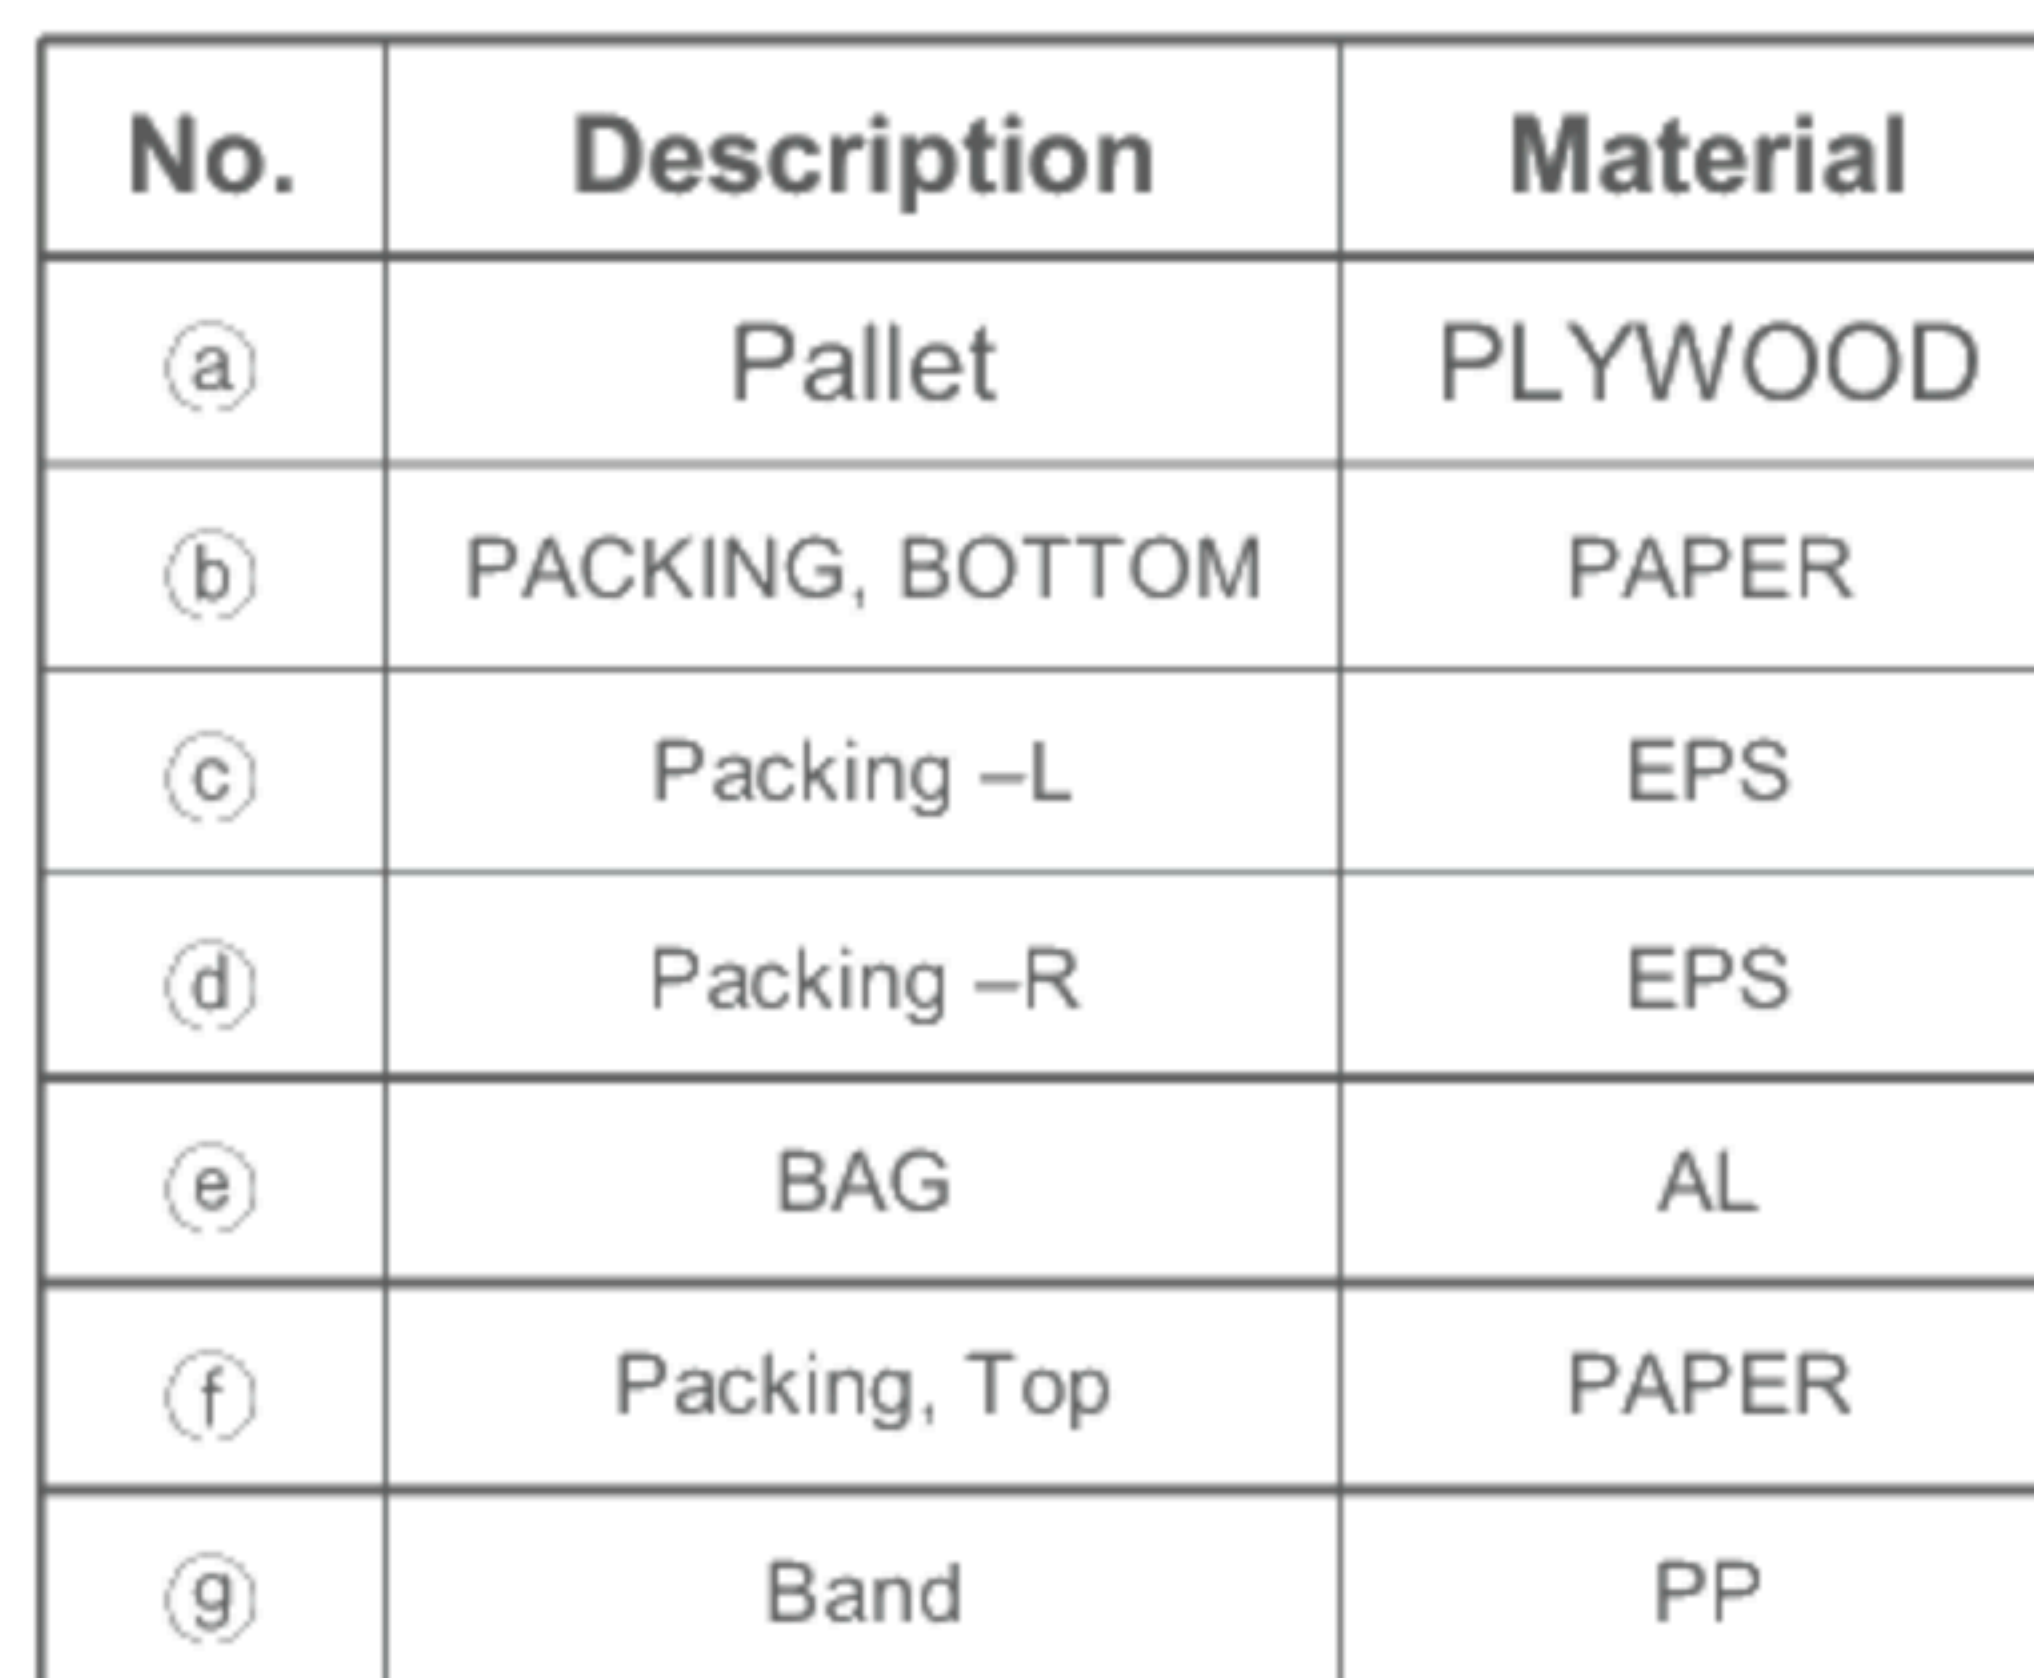 No. Description Material
ⓐ Pallet PLYWOOD
ⓑ PACKING, BOTTOM PAPER
ⓒ Packing –L EPS
ⓓ Packing –R EPS
ⓔ BAG AL
ⓕ Packing, Top PAPER
ⓖ Band PP